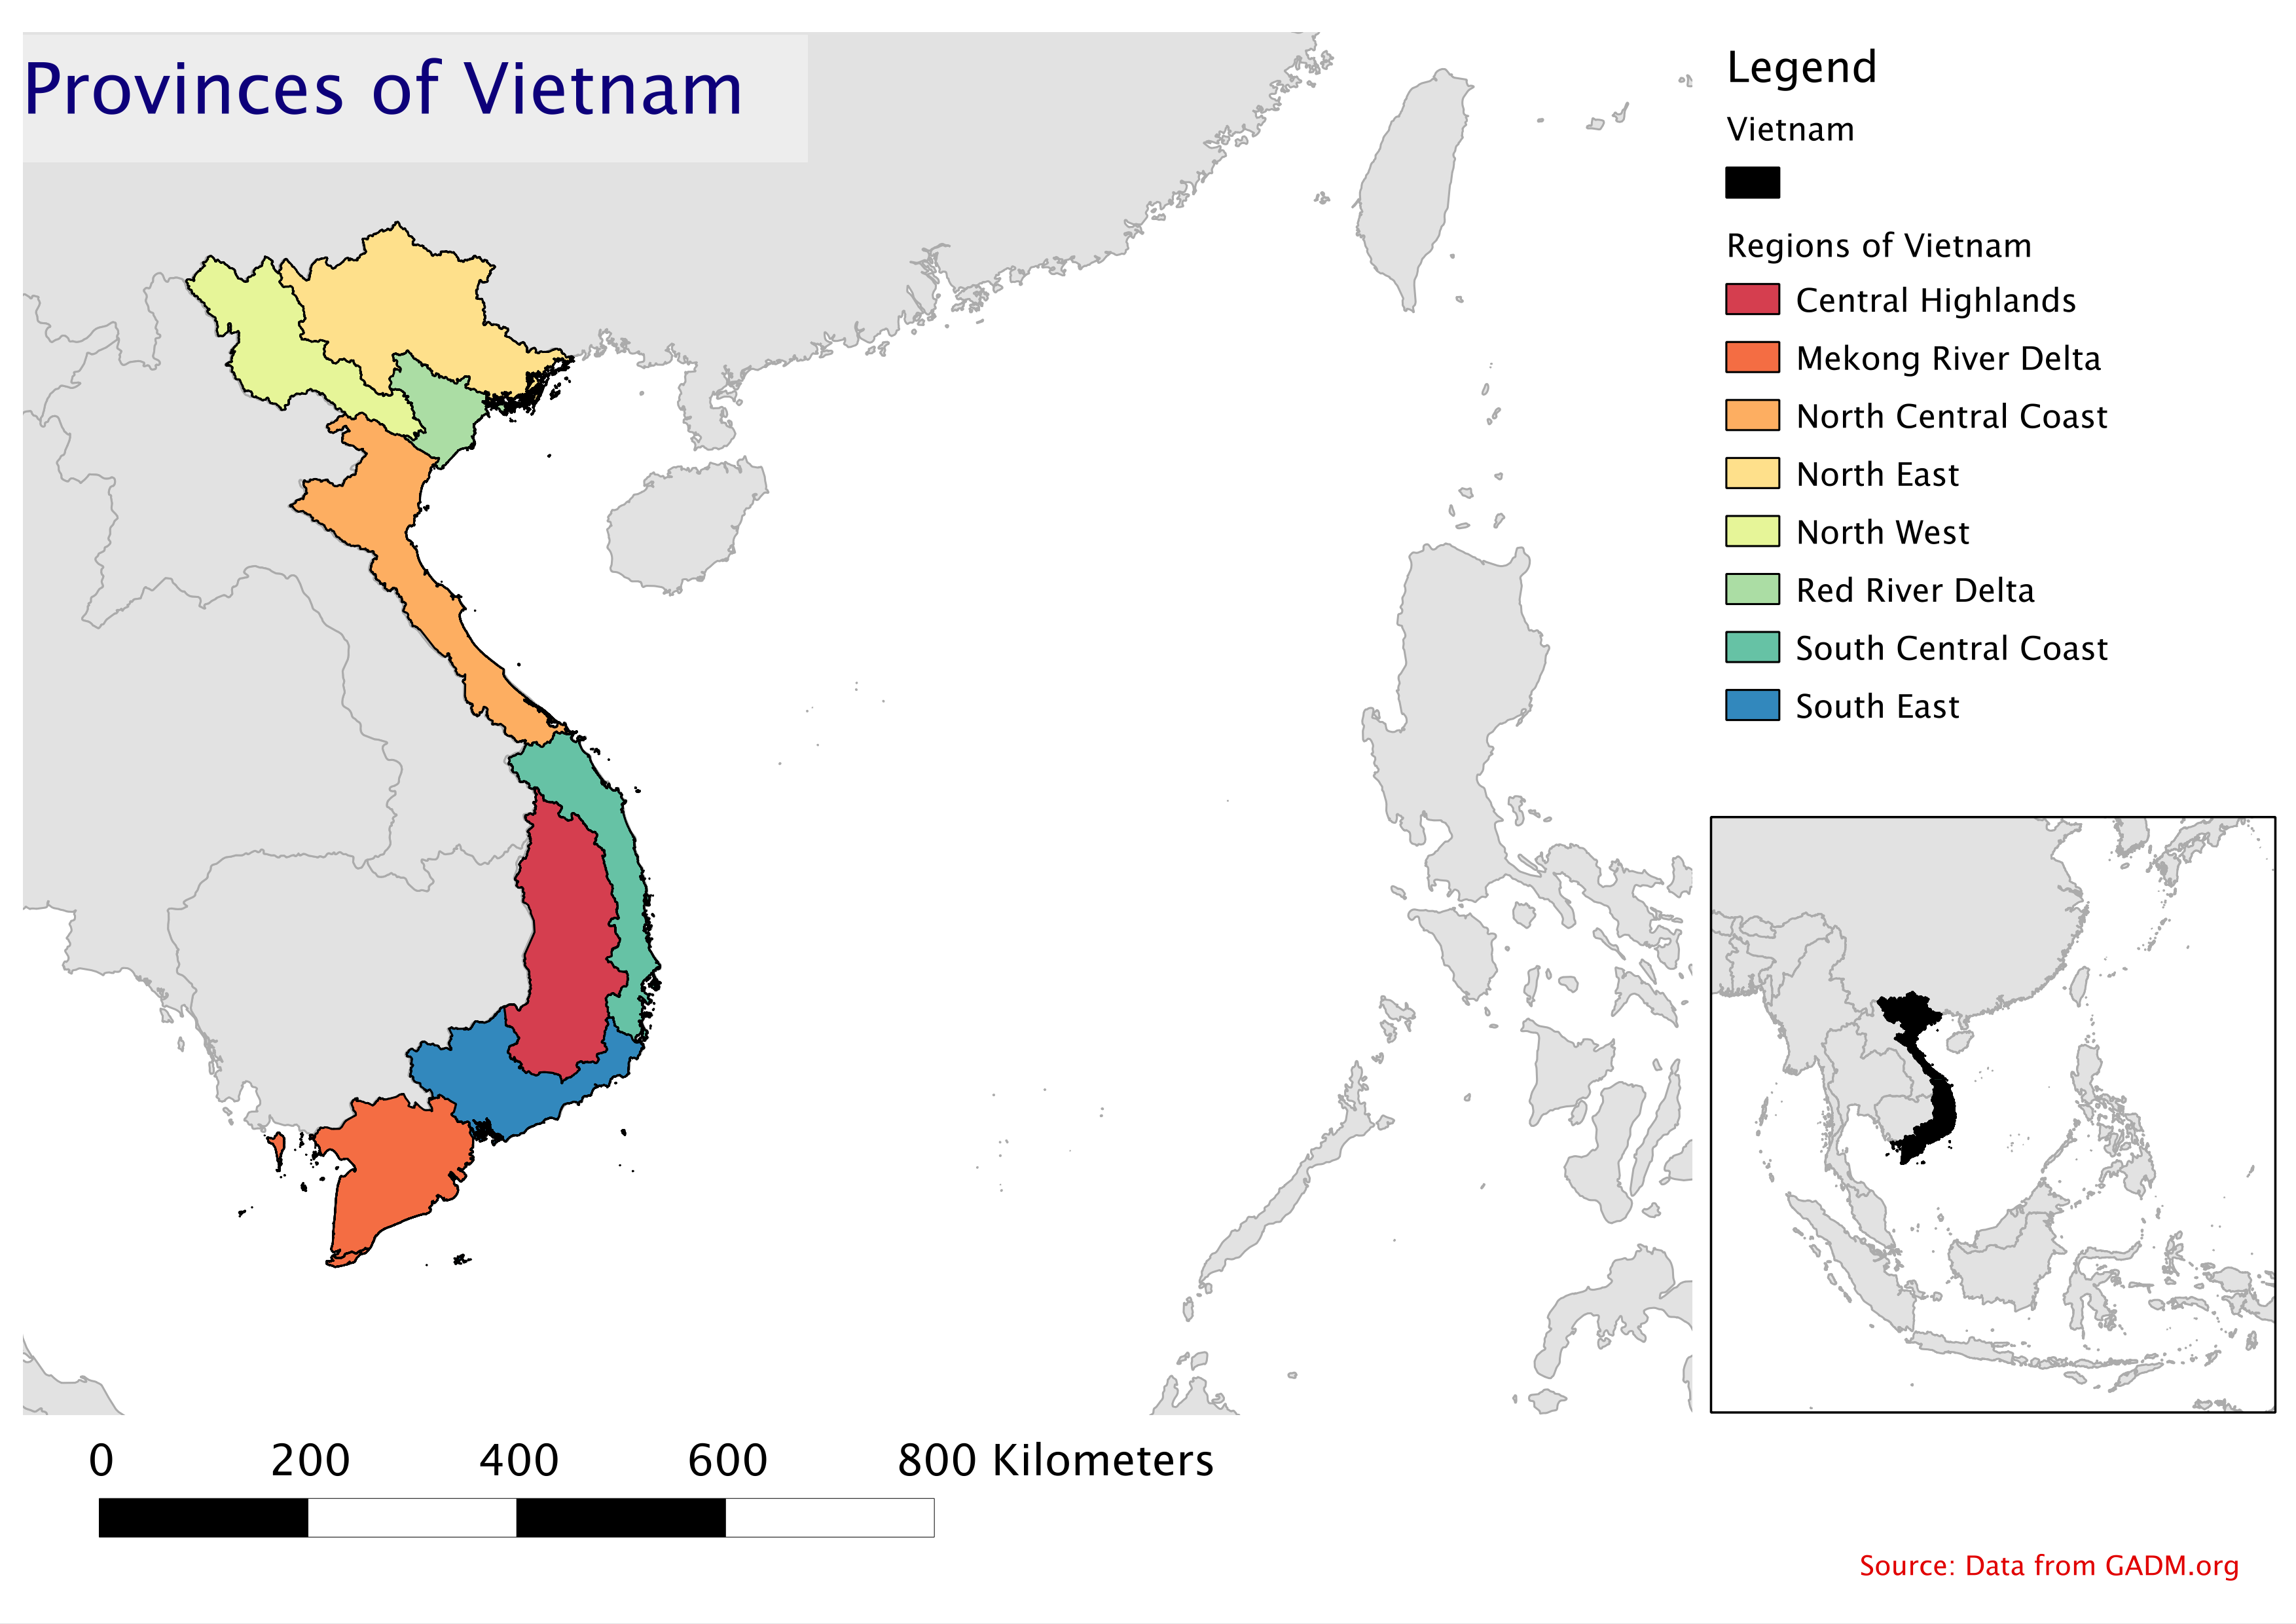 Provinces of Vietnam
Legend
Vietnam
Regions of Vietnam
Central Highlands
Mekong River Delta
North Central Coast
North East
North West
Red River Delta
South Central Coast
South East
0 200 400 600 800 Kilometers
Source: Data from GADM.org